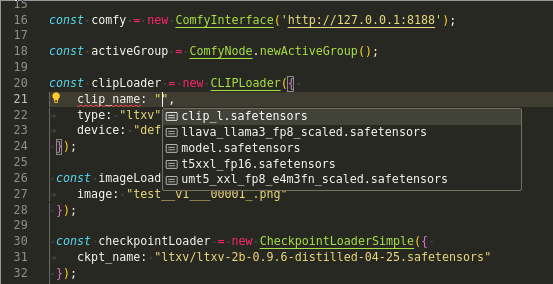 15
16 const comfy = new ComfyInterface('http://127.0.0.1:8188');
17
18 const activeGroup = ComfyNode.newActiveGroup();
19
20 const clipLoader = new CLIPLoader({
21 clip_name: "",
22 type: "ltxv"
23 device: "def
24 });
25
26 const imageLoad
27 image: "test__v1___00001_.png"
28 });
29
30 const checkpointLoader = new CheckpointLoaderSimple({
31 ckpt_name: "ltxv/ltxv-2b-0.9.6-distilled-04-25.safetensors"
32 });
clip_l.safetensors
llava_llama3_fp8_scaled.safetensors
model.safetensors
t5xxl_fp16.safetensors
umt5_xxl_fp8_e4m3fn_scaled.safetensors